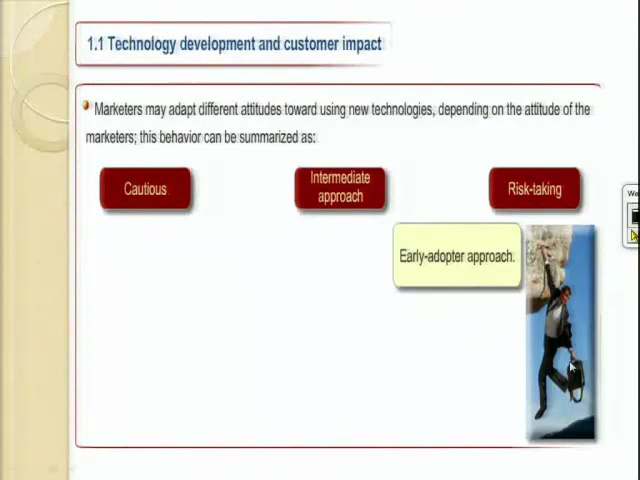 1.1 Technology development and customer impact
Marketers may adapt different attitudes toward using new technologies, depending on the attitude of the
marketers; this behavior can be summarized as:
Cautious
Intermediate
approach
Risk-taking
Early-adopter approach.